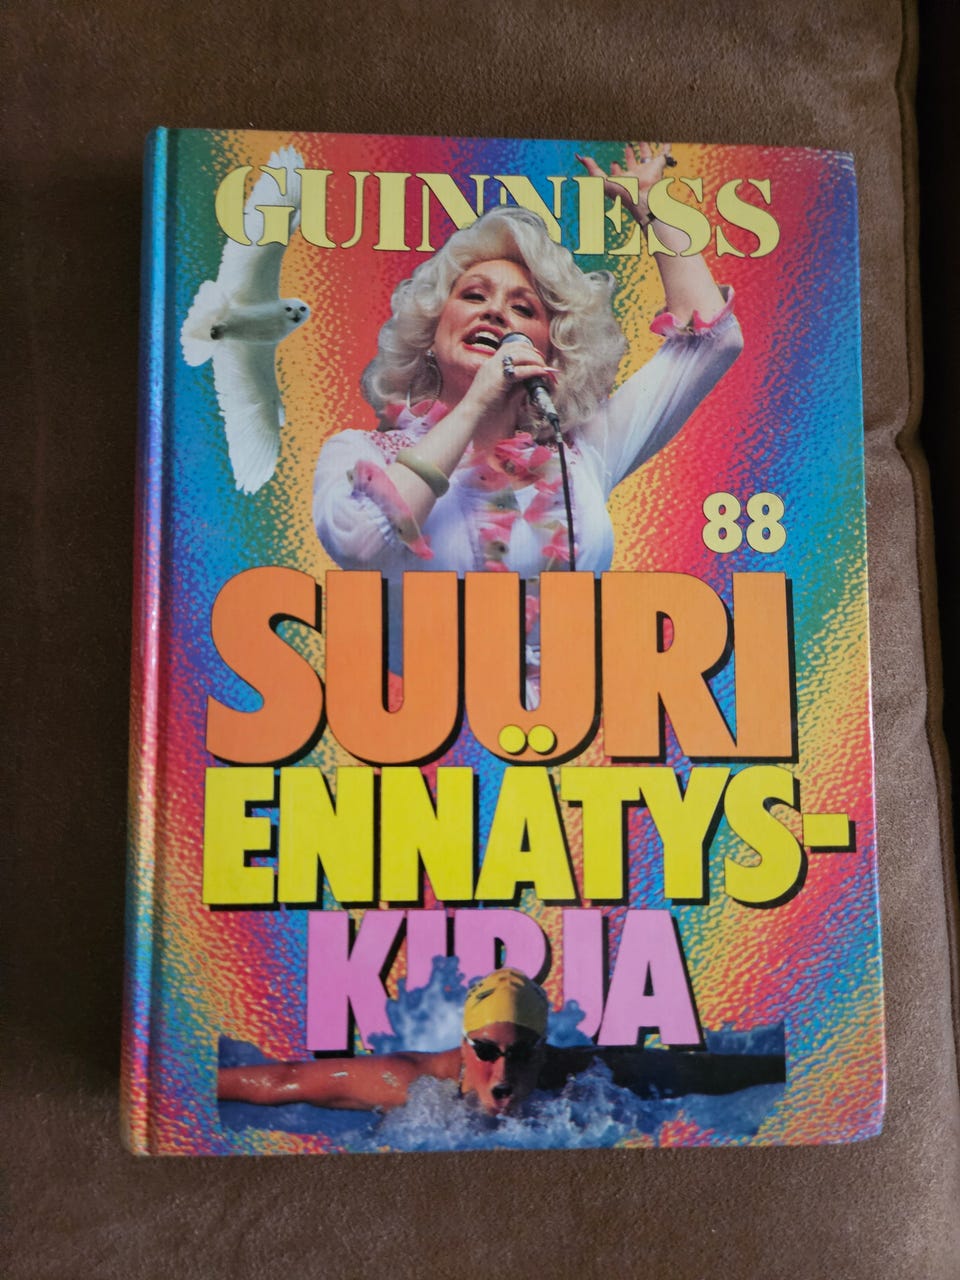 GUINNESS
88
SUURI
ENNÄTYS-
KIRJA